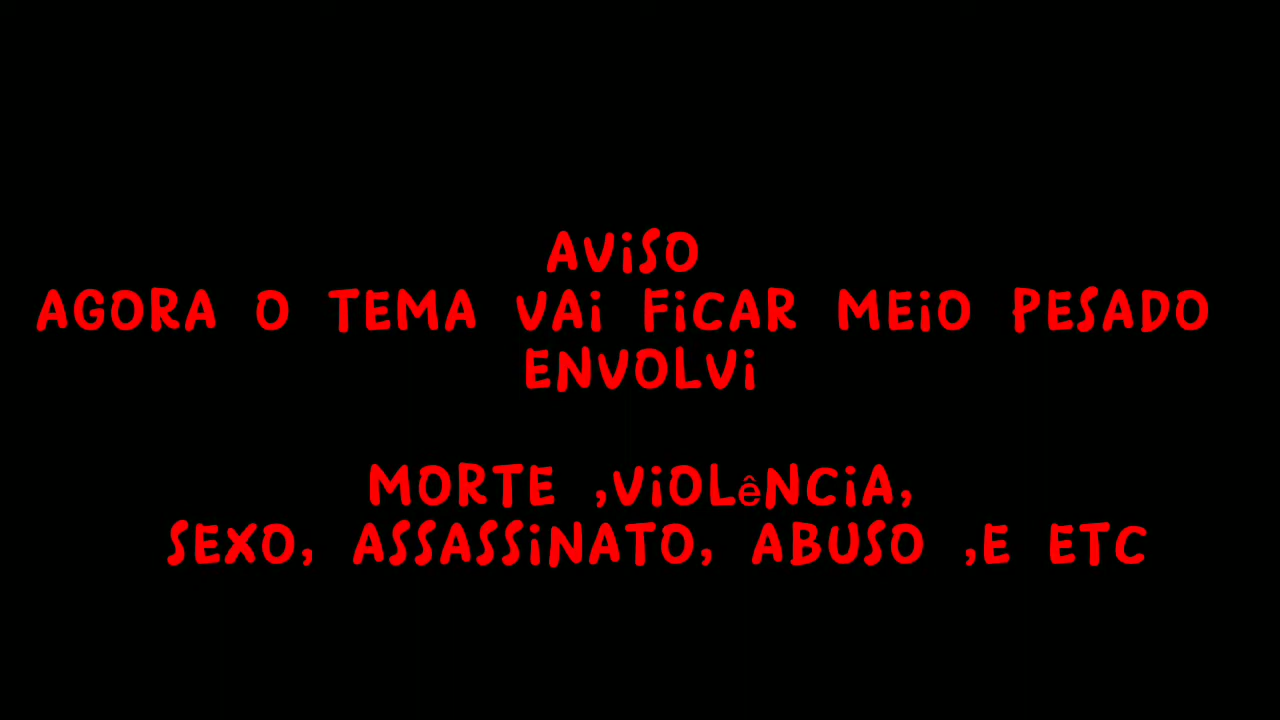 AViSO
AGORA O TEMA VAi FiCAR MEiO PESADO
ENVOLVi
MORTE ,ViOLêNCiA,
SEXO, ASSASSiNATO, ABUSO ,E ETC